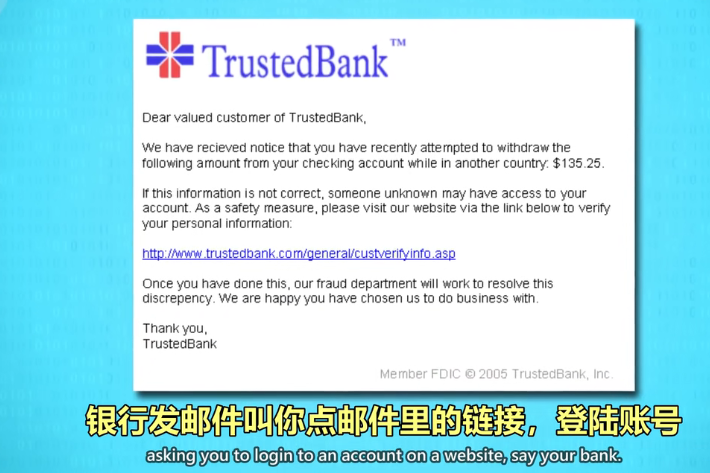 TrustedBank™
Dear valued customer of TrustedBank,
We have recieved notice that you have recently attempted to withdraw the
following amount from your checking account while in another country: $135.25.
If this information is not correct, someone unknown may have access to your
account. As a safety measure, please visit our website via the link below to verify
your personal information:
http://www.trustedbank.com/general/custverifyinfo.asp
Once you have done this, our fraud department will work to resolve this
discrepency. We are happy you have chosen us to do business with.
Thank you,
TrustedBank
Member FDIC © 2005 TrustedBank, Inc.
银行发邮件叫你点邮件里的链接，登陆账号
asking you to login to an account on a website, say your bank.